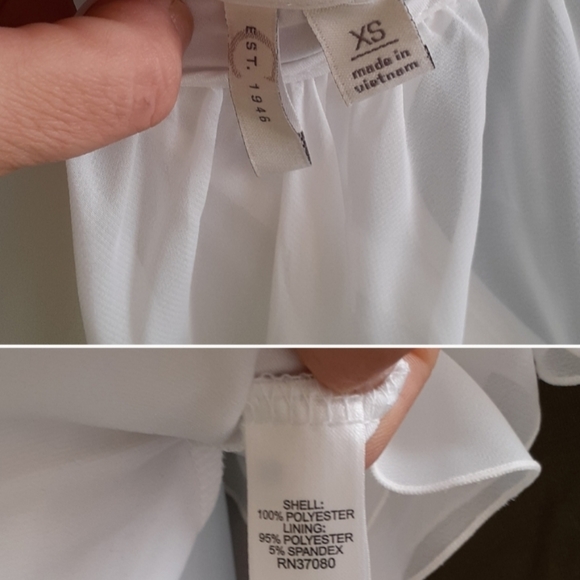 C
EST. 1946
XS
made in
vietnam
SHELL:
100% POLYESTER
LINING:
95% POLYESTER
5% SPANDEX
RN37080